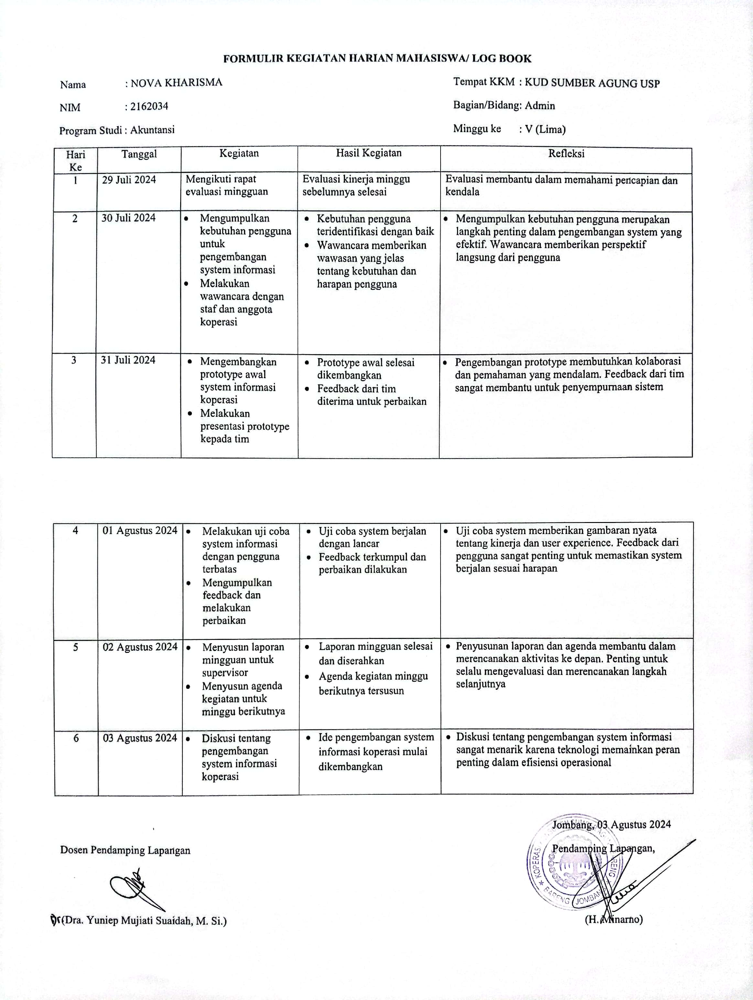 FORMULIR KEGIATAN HARIAN MAHASISWA/ LOG BOOK
Nama : NOVA KHARISMA
Tempat KKM : KUD SUMBER AGUNG USP
NIM : 2162034
Bagian/Bidang: Admin
Program Studi : Akuntansi
Minggu ke : V (Lima)
Hari
Ke
Tanggal
Kegiatan
Hasil Kegiatan
Refleksi
1
29 Juli 2024
Mengikuti rapat
evaluasi mingguan
Evaluasi kinerja minggu
sebelumnya selesai
Evaluasi membantu dalam memahami pencapian dan
kendala
2
30 Juli 2024
• Mengumpulkan
kebutuhan pengguna
untuk
pengembangan
system informasi
• Melakukan
wawancara dengan
staf dan anggota
koperasi
• Kebutuhan pengguna
teridentifikasi dengan baik
• Wawancara memberikan
wawasan yang jelas
tentang kebutuhan dan
harapan pengguna
• Mengumpulkan kebutuhan pengguna merupakan
langkah penting dalam pengembangan system yang
efektif. Wawancara memberikan perspektif
langsung dari pengguna
3
31 Juli 2024
• Mengembangkan
prototype awal
system informasi
koperasi
• Melakukan
presentasi prototype
kepada tim
• Prototype awal selesai
dikembangkan
• Feedback dari tim
diterima untuk perbaikan
• Pengembangan prototype membutuhkan kolaborasi
dan pemahaman yang mendalam. Feedback dari tim
sangat membantu untuk penyempurnaan sistem
4
01 Agustus 2024
• Melakukan uji coba
system informasi
dengan pengguna
terbatas
• Mengumpulkan
feedback dan
melakukan
perbaikan
• Uji coba system berjalan
dengan lancar
• Feedback terkumpul dan
perbaikan dilakukan
• Uji coba system memberikan gambaran nyata
tentang kinerja dan user experience. Feedback dari
pengguna sangat penting untuk memastikan system
berjalan sesuai harapan
5
02 Agustus 2024
• Menyusun laporan
mingguan untuk
supervisor
• Menyusun agenda
kegiatan untuk
minggu berikutnya
• Laporan mingguan selesai
dan diserahkan
• Agenda kegiatan minggu
berikutnya tersusun
• Penyusunan laporan dan agenda membantu dalam
merencanakan aktivitas ke depan. Penting untuk
selalu mengevaluasi dan merencanakan langkah
selanjutnya
6
03 Agustus 2024
• Diskusi tentang
pengembangan
system informasi
koperasi
• Ide pengembangan system
informasi koperasi mulai
dikembangkan
• Diskusi tentang pengembangan system informasi
sangat menarik karena teknologi memainkan peran
penting dalam efisiensi operasional
Jombang, 03 Agustus 2024
Dosen Pendamping Lapangan
Pendamping Lapangan,
BARENG JOMBANG
Dr(Dra. Yuniep Mujiati Suaidah, M. Si.)
(H. Minarno)